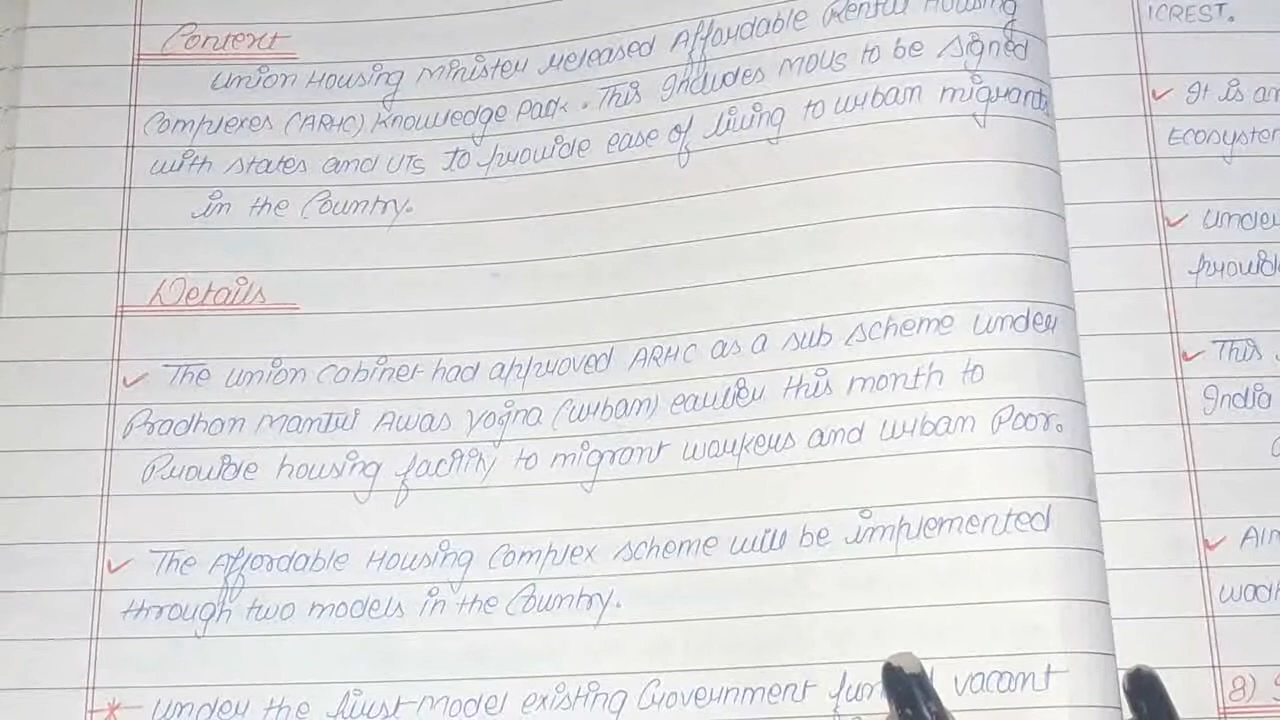 Context
Union Housing Minister released Affordable Rental Housing
Complexes (ARHC) Knowledge Pack. This Includes MOUs to be signed
with states and UTs to provide ease of living to urban migrants
in the Country.
Details
✓ The union cabinet had approved ARHC as a sub scheme under
Pradhan Mantri Awas Yojna (urban) earlier this month to
Provide housing facility to migrant workers and urban Poor.
✓ The Affordable Housing Complex scheme will be implemented
through two models in the Country.
* under the first-model existing Government vacant
ICREST.
✓ It is an
✓ under
✓ This
India
8)